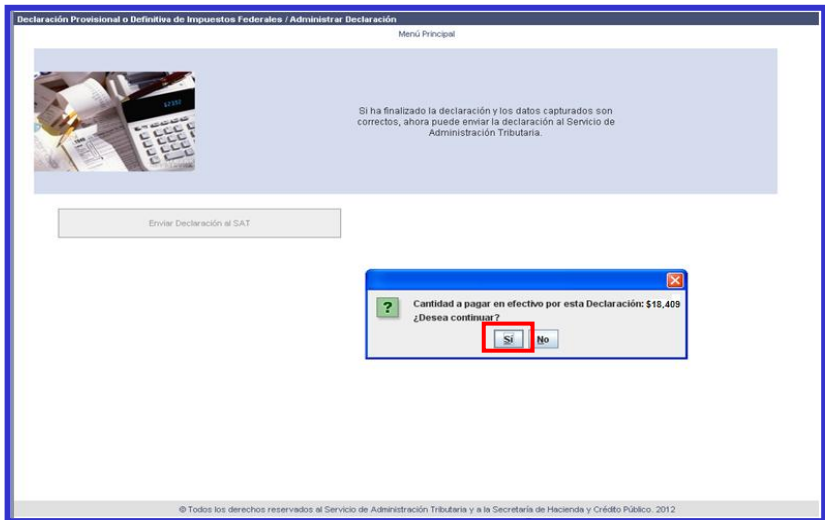 Declaración Provisional o Definitiva de Impuestos Federales / Administrar Declaración
Menú Principal
Si ha finalizado la declaración y los datos capturados son
correctos, ahora puede enviar la declaración al Servicio de
Administración Tributaria.
Enviar Declaración al SAT
Cantidad a pagar en efectivo por esta Declaración: $18,409
¿Desea continuar?
Sí No
© Todos los derechos reservados al Servicio de Administración Tributaria y a la Secretaría de Hacienda y Crédito Público. 2012